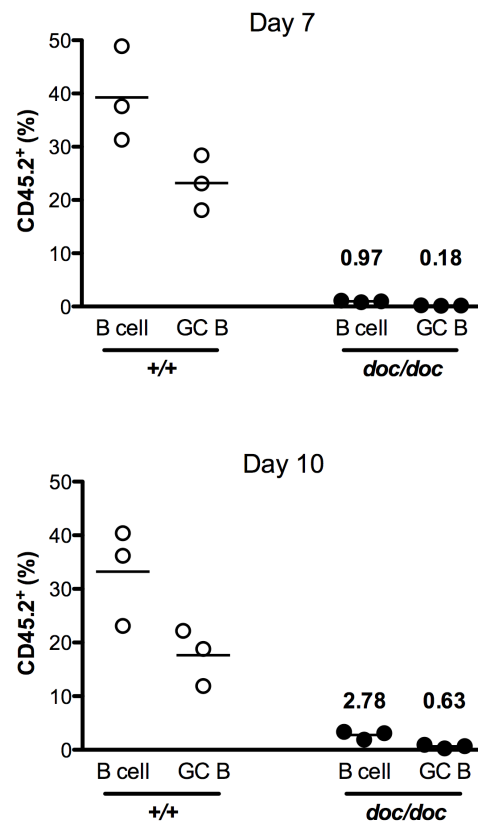 Day 7
CD45.2+ (%)
50
40
30
20
10
0
0.97 0.18
B cell GC B B cell GC B
+/+ doc/doc
Day 10
CD45.2+ (%)
50
40
30
20
10
0
2.78 0.63
B cell GC B B cell GC B
+/+ doc/doc